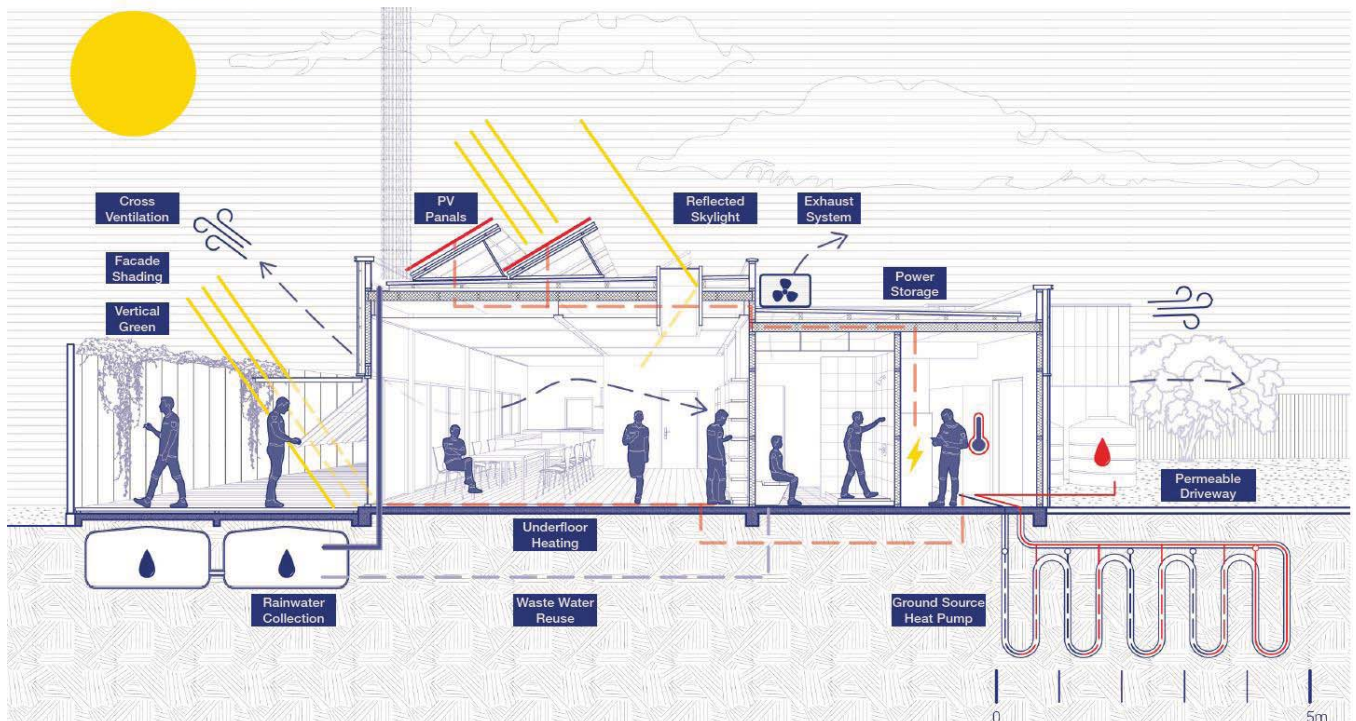 Cross
Ventilation
PV
Panals
Reflected
Skylight
Exhaust
System
Facade
Shading
Power
Storage
Vertical
Green
Permeable
Driveway
Underfloor
Heating
Rainwater
Collection
Waste Water
Reuse
Ground Source
Heat Pump
0
5m